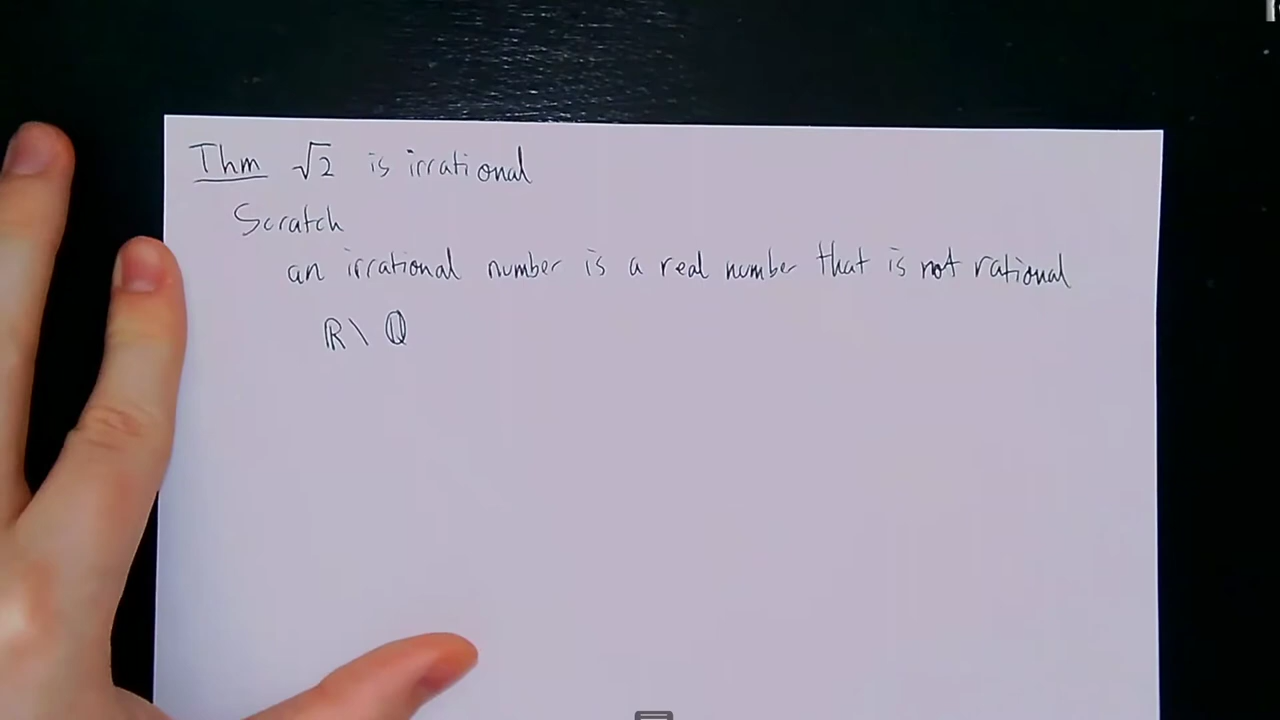 Thm √2 is irrational
Scratch
an irrational number is a real number that is not rational
ℝ \ ℚ